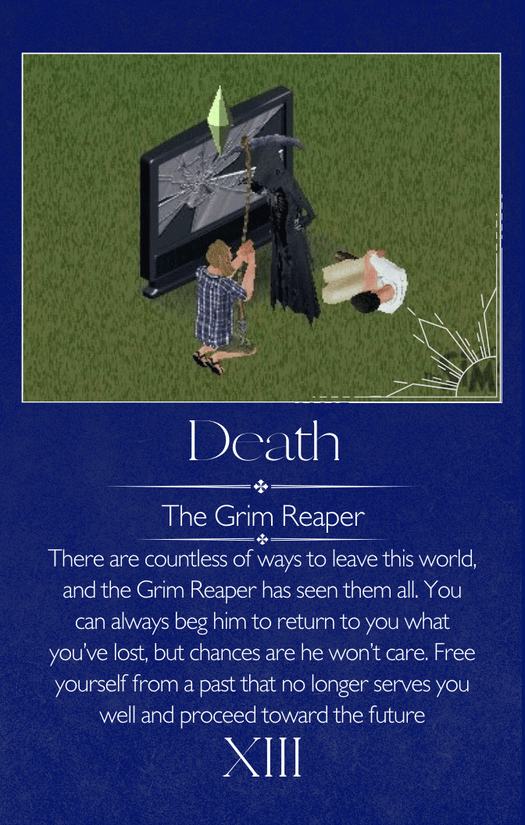 Death
The Grim Reaper
There are countless of ways to leave this world,
and the Grim Reaper has seen them all. You
can always beg him to return to you what
you've lost, but chances are he won't care. Free
yourself from a past that no longer serves you
well and proceed toward the future
XIII